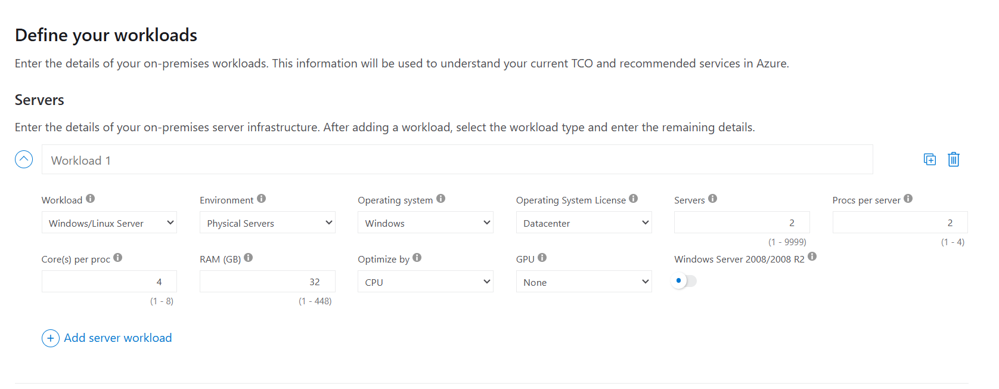 Define your workloads
Enter the details of your on-premises workloads. This information will be used to understand your current TCO and recommended services in Azure.
Servers
Enter the details of your on-premises server infrastructure. After adding a workload, select the workload type and enter the remaining details.
Workload 1
Workload Environment Operating system Operating System License Servers Procs per server
Windows/Linux Server Physical Servers Windows Datacenter 2 2
(1 - 9999) (1 - 4)
Core(s) per proc RAM (GB) Optimize by GPU Windows Server 2008/2008 R2
4 32 CPU None
(1 - 8) (1 - 448)
Add server workload